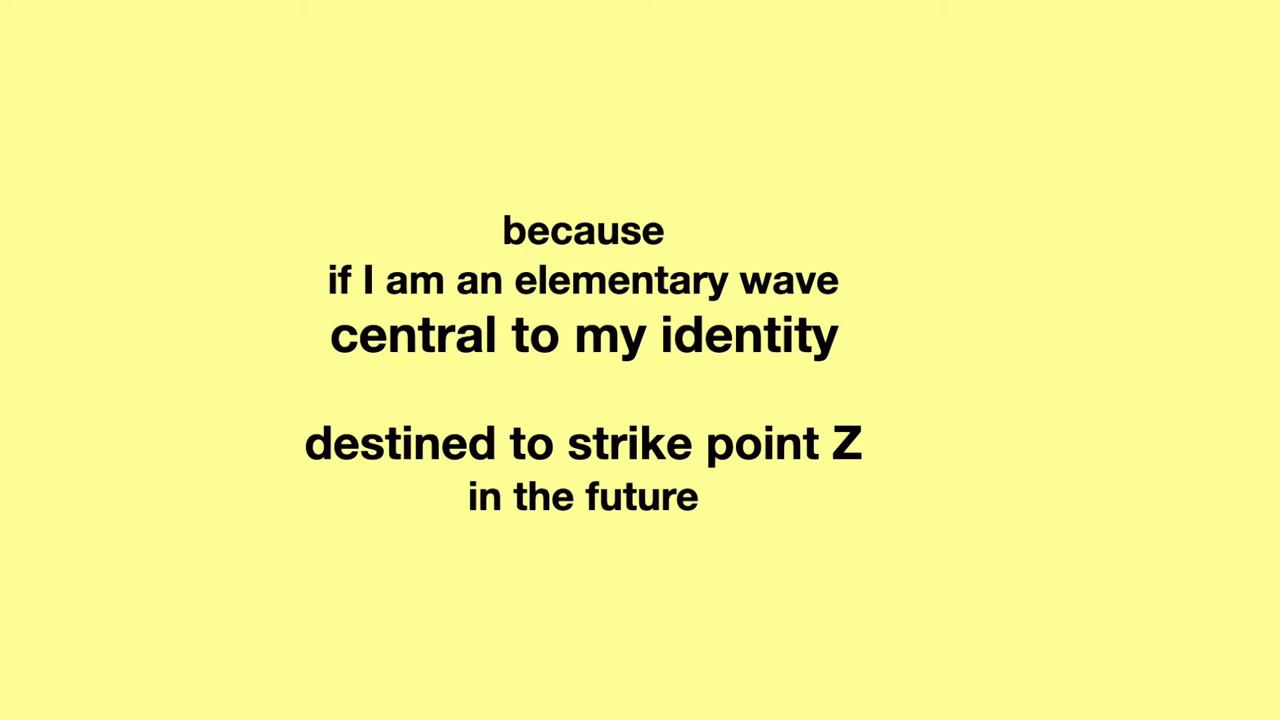 because
if I am an elementary wave
central to my identity
destined to strike point Z
in the future